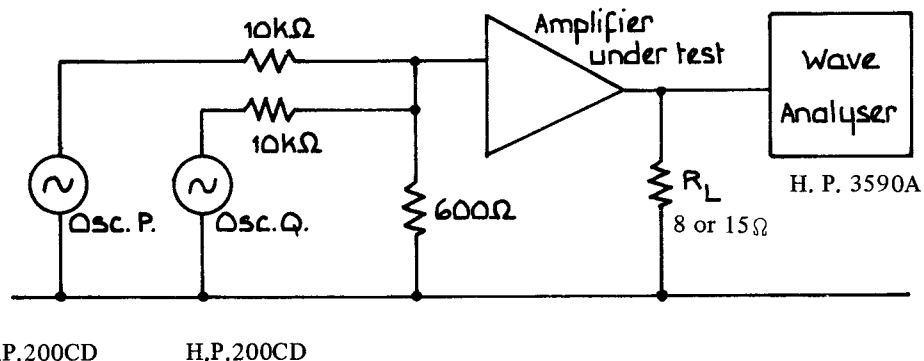 10kΩ
10kΩ
Amplifier
under test
Wave
Analyser
H. P. 3590A
Osc. P.
Osc. Q.
600Ω
R_L
8 or 15Ω
.P.200CD
H.P.200CD